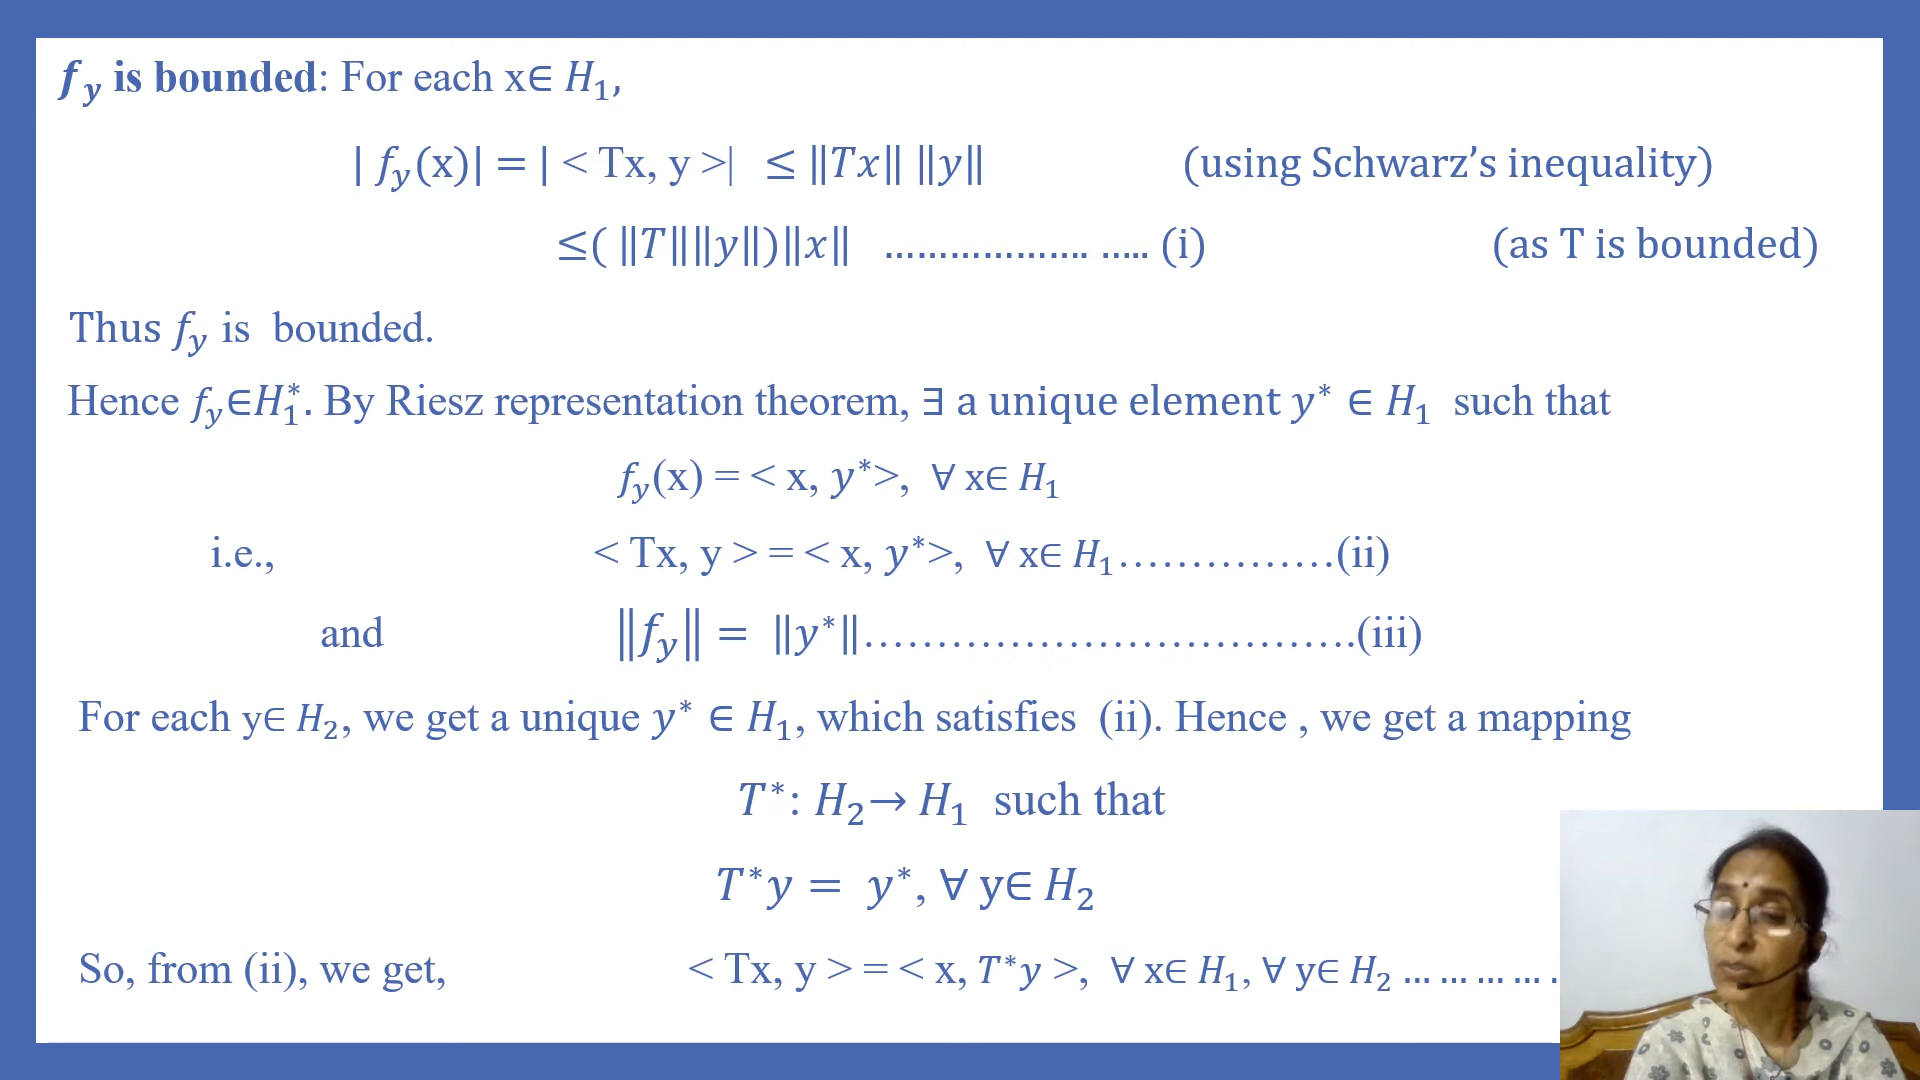 f_y is bounded: For each x∈ H₁,
| f_y(x)| = | < Tx, y >| ≤ ‖Tx‖ ‖y‖ (using Schwarz’s inequality)
≤( ‖T‖‖y‖)‖x‖ ……………… ….. (i) (as T is bounded)
Thus f_y is bounded.
Hence f_y∈H₁*. By Riesz representation theorem, ∃ a unique element y* ∈ H₁ such that
f_y(x) = < x, y*>, ∀ x∈ H₁
i.e., < Tx, y > = < x, y*>, ∀ x∈ H₁……………(ii)
and ‖f_y‖ = ‖y*‖…………………………….(iii)
For each y∈ H₂, we get a unique y* ∈ H₁, which satisfies (ii). Hence , we get a mapping
T*: H₂→ H₁ such that
T*y = y*, ∀ y∈ H₂
So, from (ii), we get, < Tx, y > = < x, T*y >, ∀ x∈ H₁, ∀ y∈ H₂ … … … … .